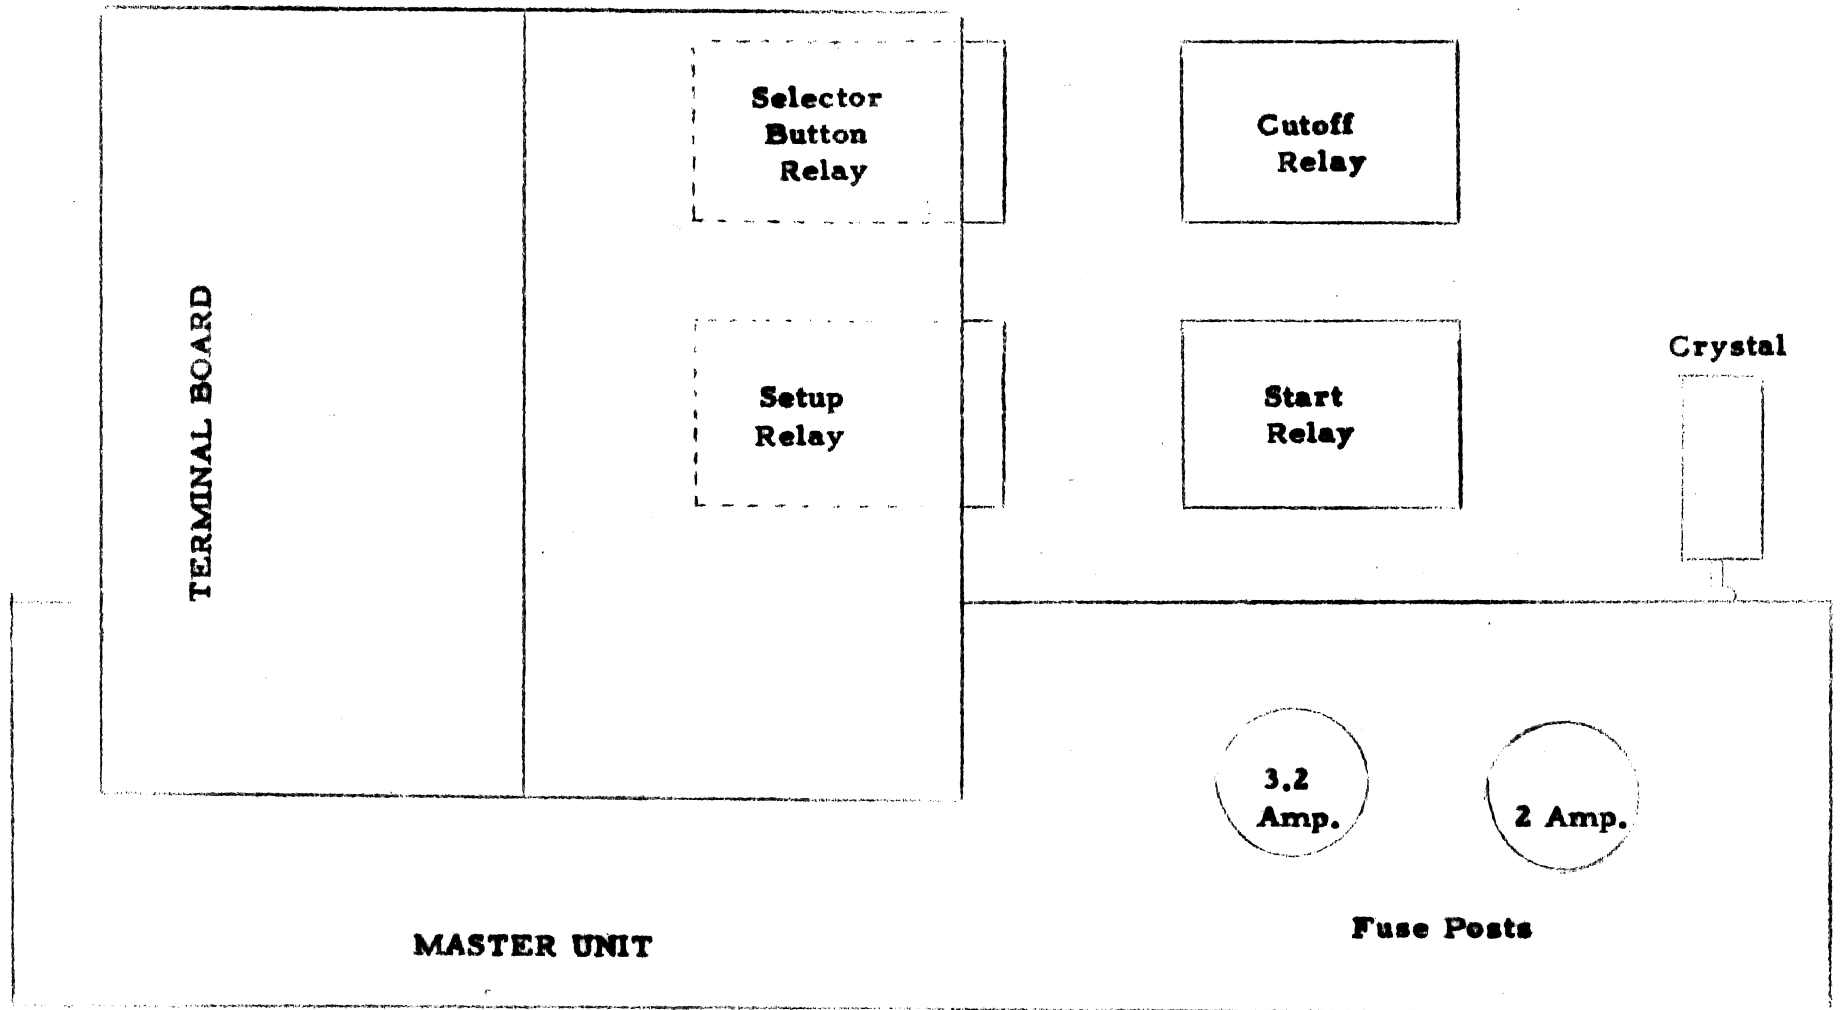 Selector
Button
Relay
Cutoff
Relay
TERMINAL BOARD
Setup
Relay
Start
Relay
Crystal
3.2
Amp.
2 Amp.
Fuse Posts
MASTER UNIT